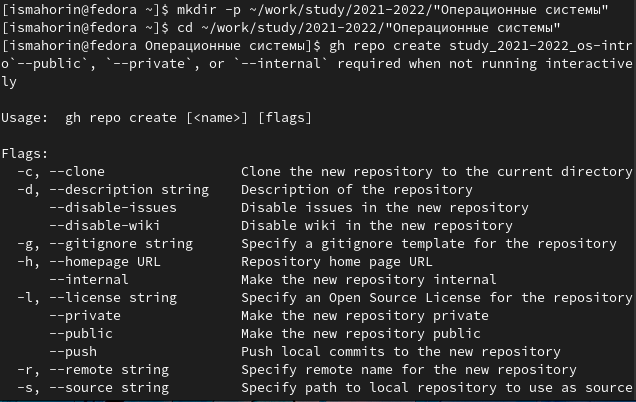 [ismahorin@fedora ~]$ mkdir -p ~/work/study/2021-2022/"Операционные системы"
[ismahorin@fedora ~]$ cd ~/work/study/2021-2022/"Операционные системы"
[ismahorin@fedora Операционные системы]$ gh repo create study_2021-2022_os-intr
o`--public`, `--private`, or `--internal` required when not running interactive
ly

Usage:  gh repo create [<name>] [flags]

Flags:
  -c, --clone                 Clone the new repository to the current directory
  -d, --description string    Description of the repository
      --disable-issues        Disable issues in the new repository
      --disable-wiki          Disable wiki in the new repository
  -g, --gitignore string      Specify a gitignore template for the repository
  -h, --homepage URL          Repository home page URL
      --internal              Make the new repository internal
  -l, --license string        Specify an Open Source License for the repository
      --private               Make the new repository private
      --public                Make the new repository public
      --push                  Push local commits to the new repository
  -r, --remote string         Specify remote name for the new repository
  -s, --source string         Specify path to local repository to use as source